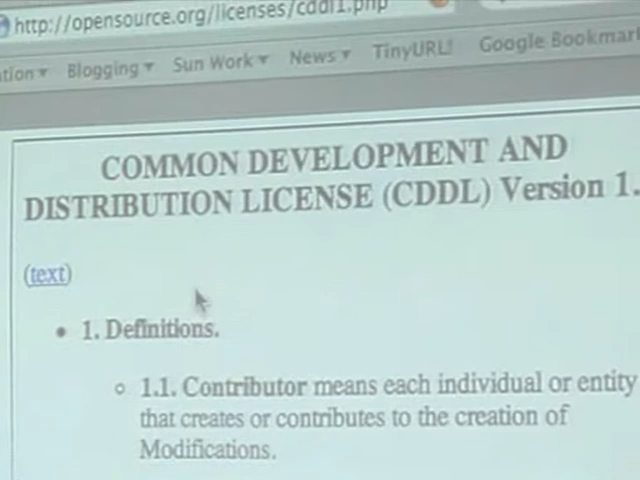 http://opensource.org/licenses/cddl1.php
Blogging Sun Work News TinyURL! Google
COMMON DEVELOPMENT AND
DISTRIBUTION LICENSE (CDDL) Version 1.
(text)
1. Definitions.
1.1. Contributor means each individual or entity
that creates or contributes to the creation of
Modifications.